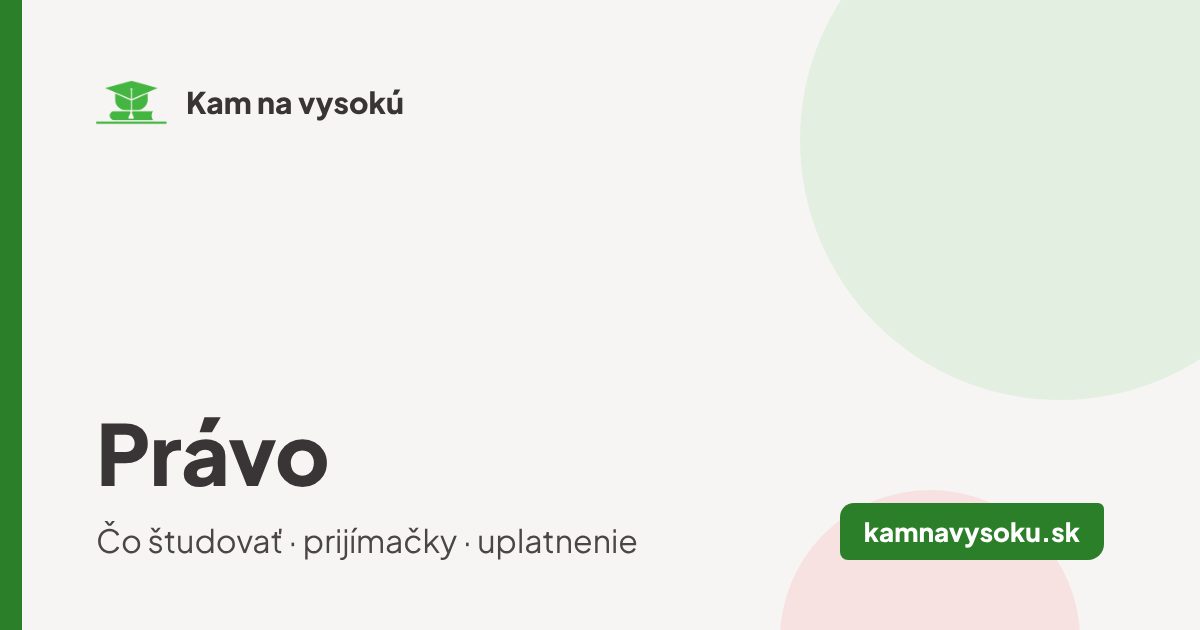 Kam na vysokú
Právo
Čo študovať · prijímačky · uplatnenie
kamnavysoku.sk